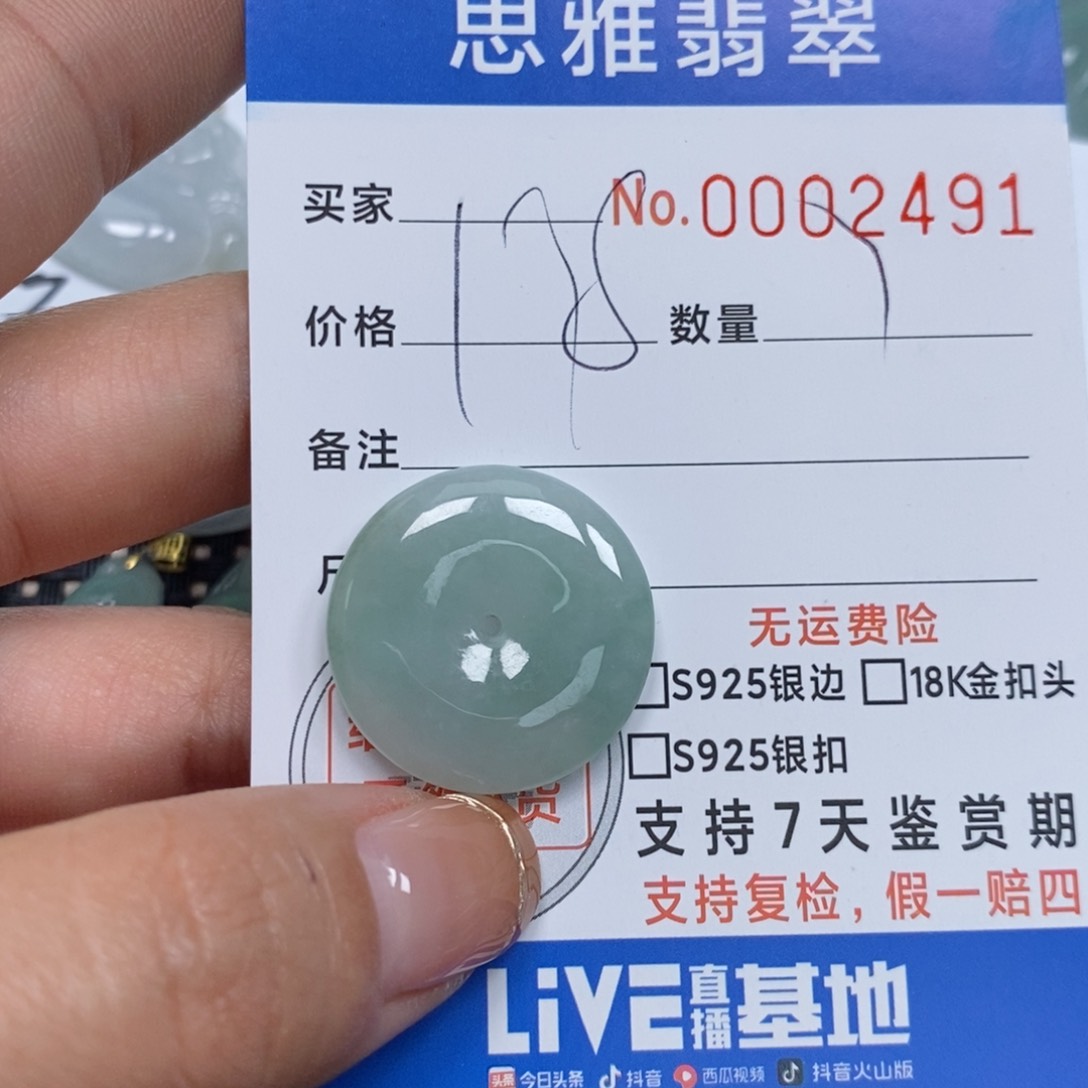 思雅翡翠
买家 No.0002491
价格 数量
备注
无运费险
S925银边 18K金扣头
S925银扣
支持7天鉴赏期
支持复检，假一赔四
货
LiVE直播基地
头条 今日头条 抖音 西瓜视频 抖音火山版